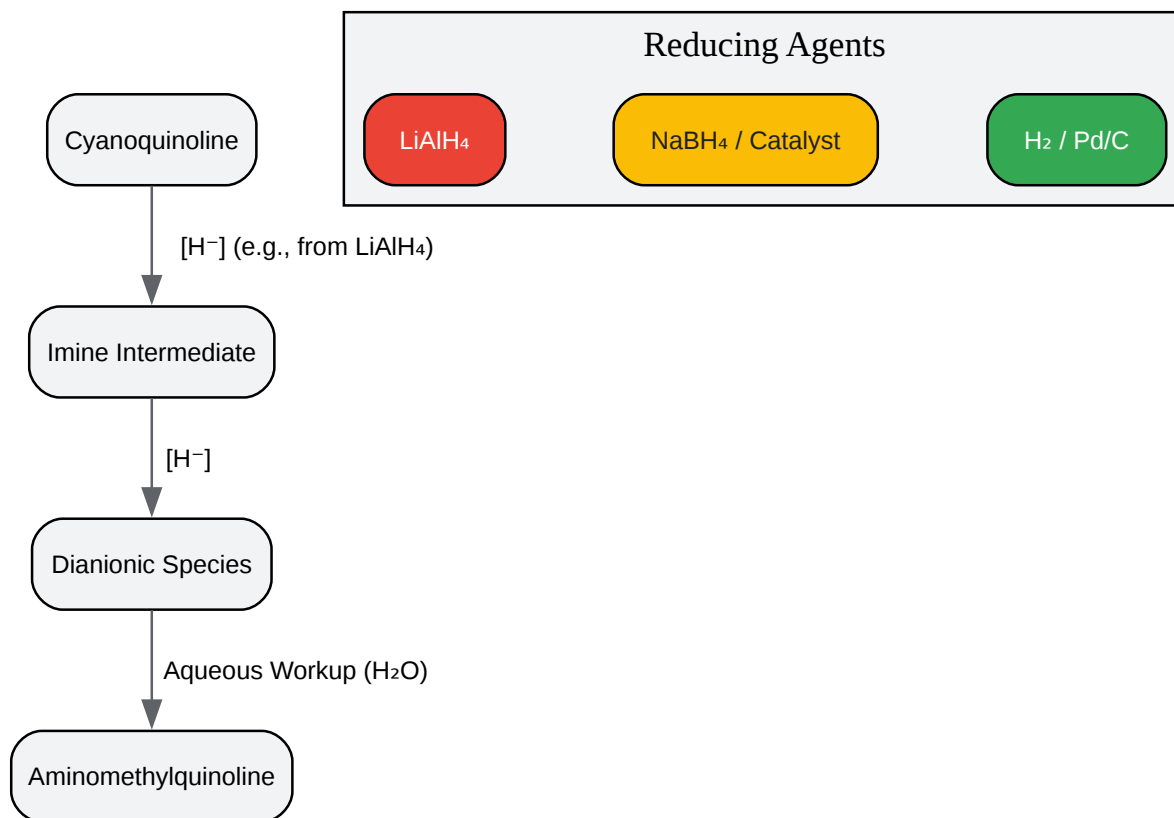 Reducing Agents
LiAlH₄
NaBH₄ / Catalyst
H₂ / Pd/C
Cyanoquinoline
[H⁻] (e.g., from LiAlH₄)
Imine Intermediate
[H⁻]
Dianionic Species
Aqueous Workup (H₂O)
Aminomethylquinoline